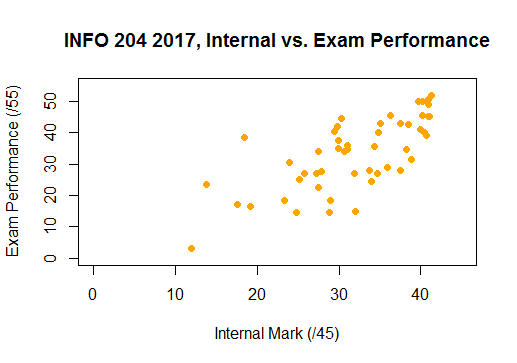 INFO 204 2017, Internal vs. Exam Performance
Exam Performance (/55)
50
40
30
20
10
0
0 10 20 30 40
Internal Mark (/45)